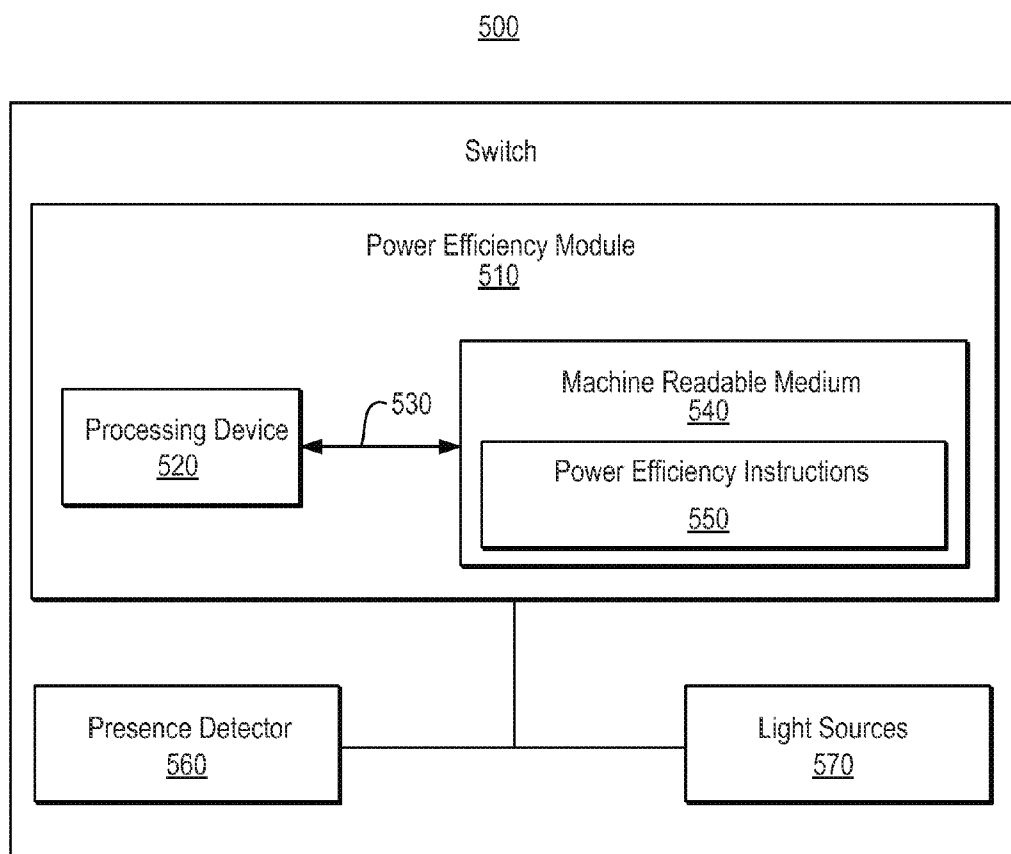 500
Switch
Power Efficiency Module
510
Machine Readable Medium
540
530
Processing Device
520
Power Efficiency Instructions
550
Presence Detector
560
Light Sources
570